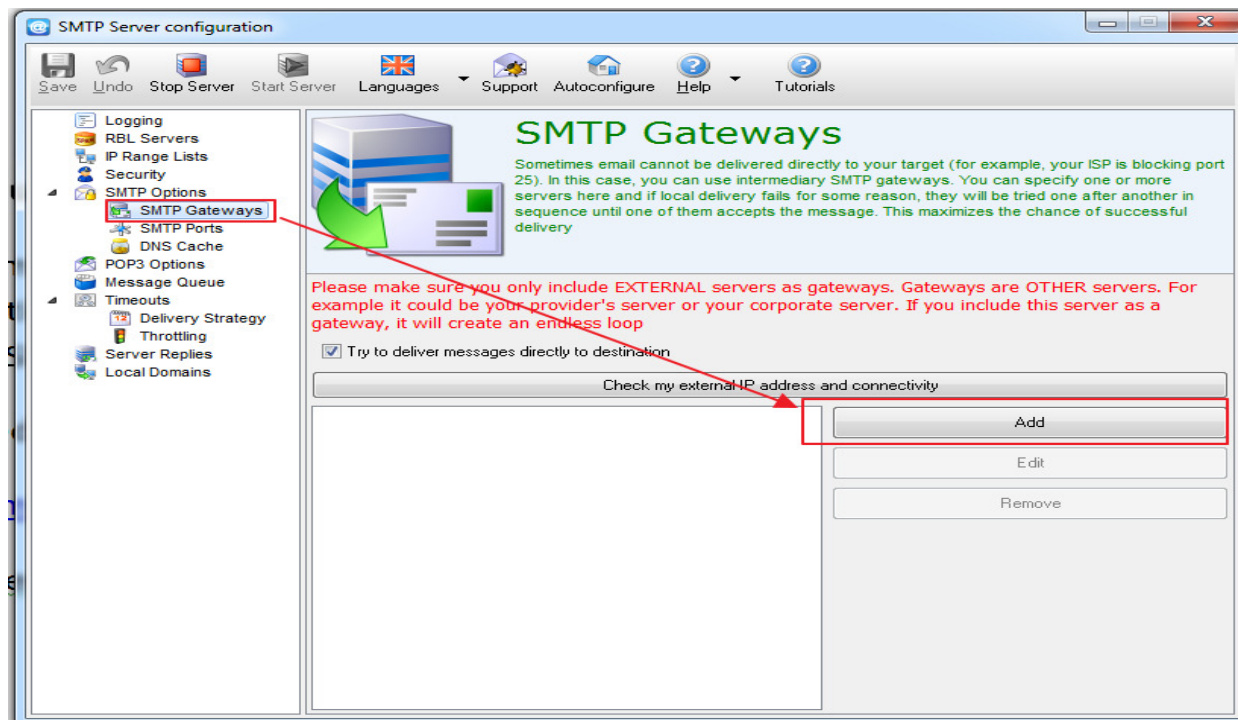 SMTP Server configuration
Save Undo Stop Server Start Server Languages Support Autoconfigure Help Tutorials
Logging
RBL Servers
IP Range Lists
Security
SMTP Options
SMTP Gateways
SMTP Ports
DNS Cache
POP3 Options
Message Queue
Timeouts
12
Delivery Strategy
Throttling
Server Replies
Local Domains
SMTP Gateways
Sometimes email cannot be delivered directly to your target (for example, your ISP is blocking port
25). In this case, you can use intermediary SMTP gateways. You can specify one or more
servers here and if local delivery fails for some reason, they will be tried one after another in
sequence until one of them accepts the message. This maximizes the chance of successful
delivery
Please make sure you only include EXTERNAL servers as gateways. Gateways are OTHER servers. For
example it could be your provider's server or your corporate server. If you include this server as a
gateway, it will create an endless loop
Try to deliver messages directly to destination
Check my external IP address and connectivity
Add
Edit
Remove